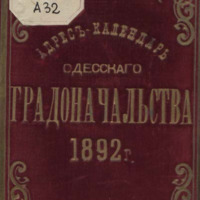 А32
АДРЕСЪ-КАЛЕНДАРЬ
ОДЕССКАГО
ГРАДОНАЧАЛЬСТВА
1892 г.